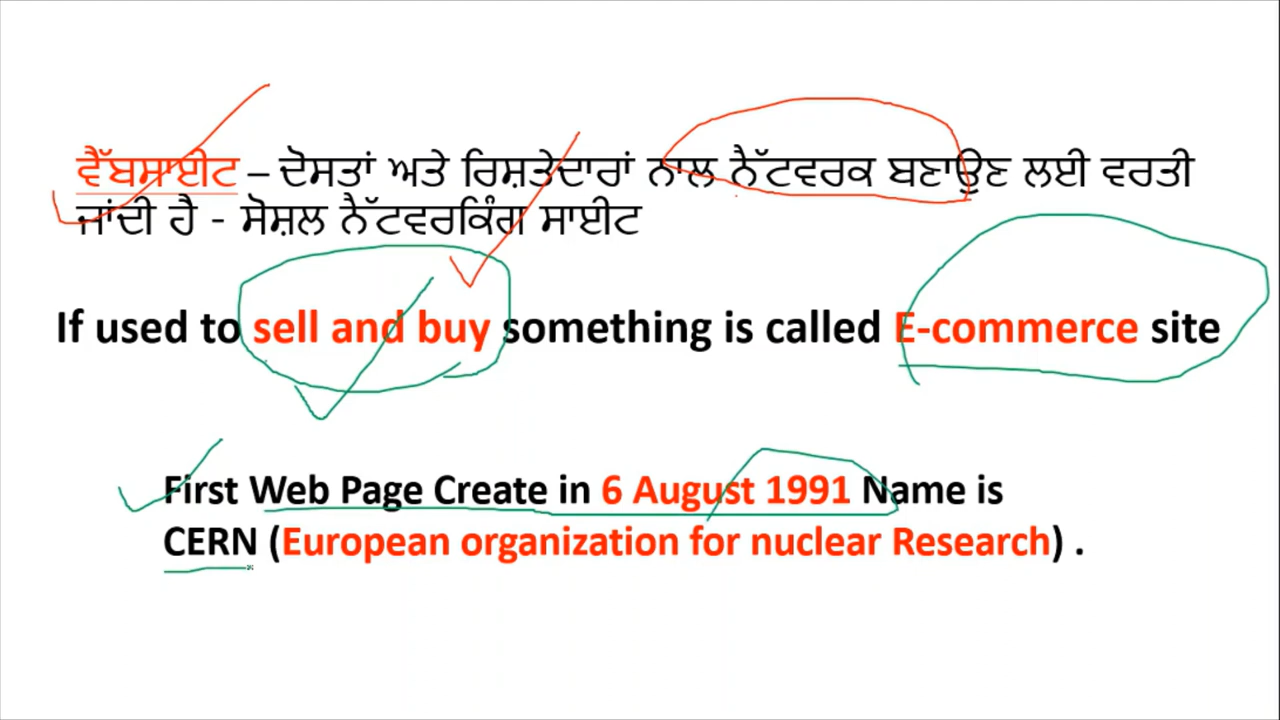 ਵੈੱਬਸਾਈਟ – ਦੋਸਤਾਂ ਅਤੇ ਰਿਸ਼ਤੇਦਾਰਾਂ ਨਾਲ ਨੈੱਟਵਰਕ ਬਣਾਉਣ ਲਈ ਵਰਤੀ
ਜਾਂਦੀ ਹੈ - ਸੋਸ਼ਲ ਨੈੱਟਵਰਕਿੰਗ ਸਾਈਟ
If used to sell and buy something is called E-commerce site
First Web Page Create in 6 August 1991 Name is
CERN (European organization for nuclear Research) .